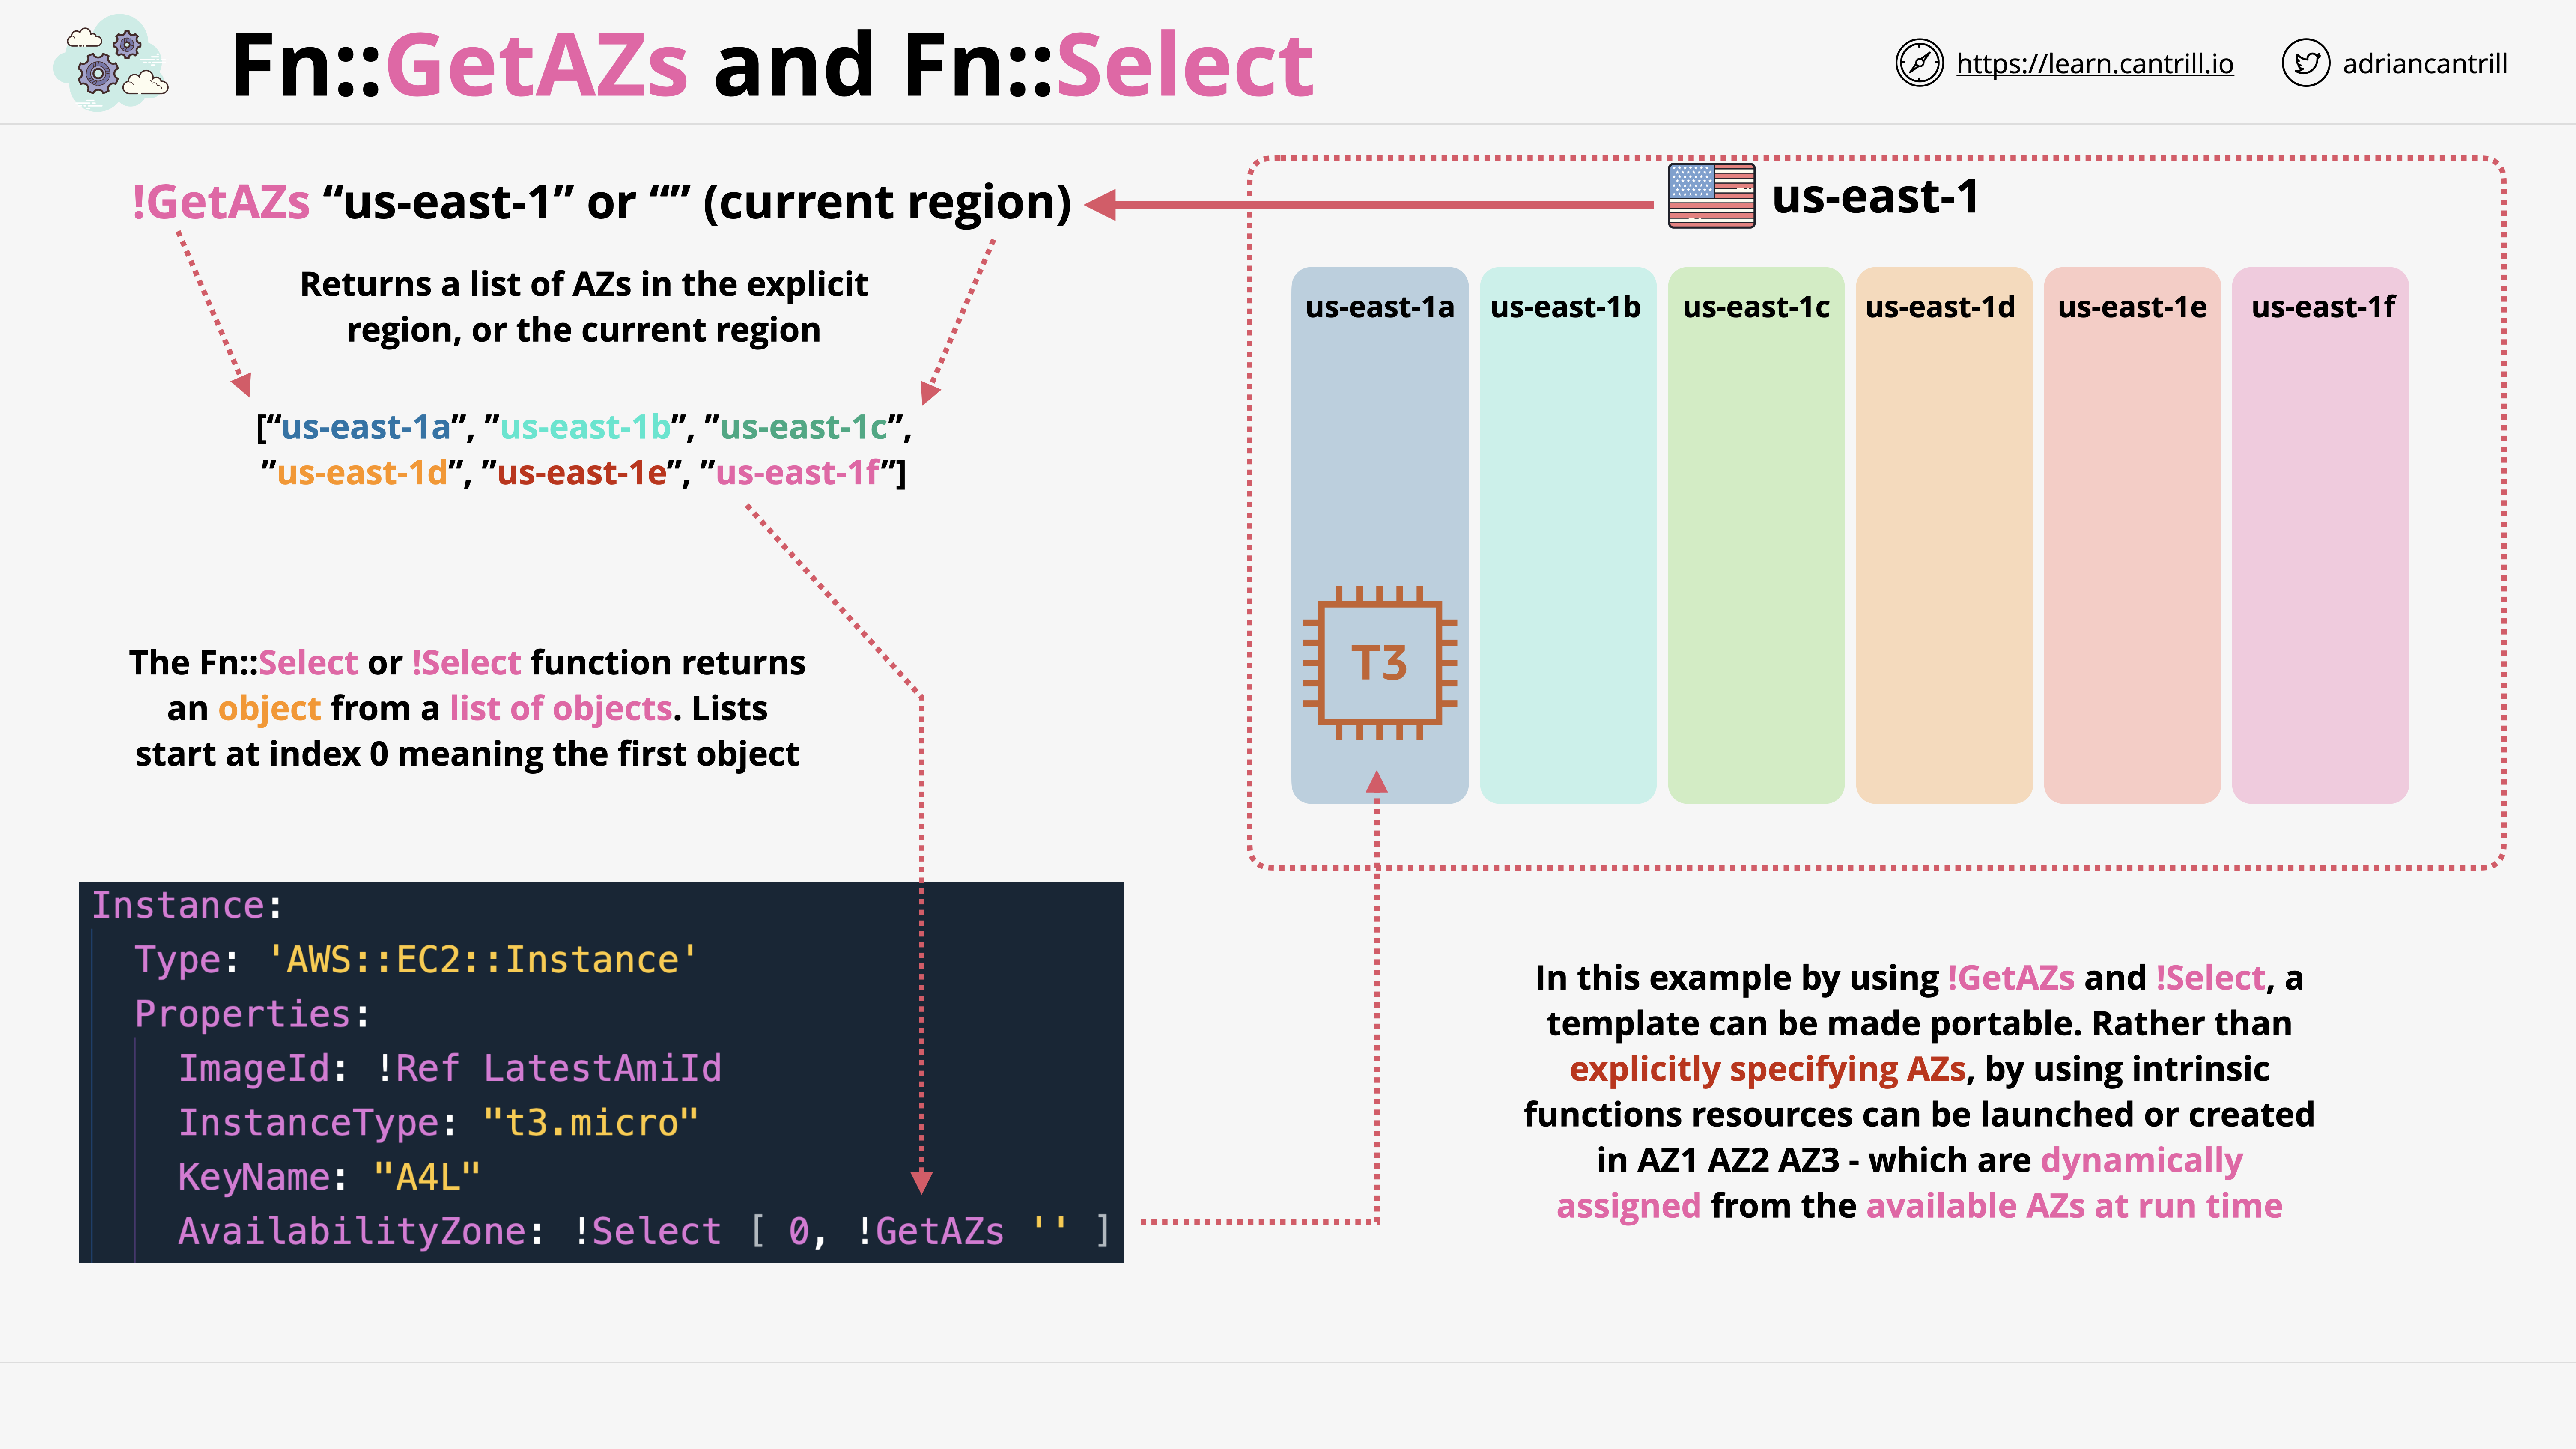 Fn::GetAZs and Fn::Select
https://learn.cantrill.io
adriancantrill
!GetAZs “us-east-1” or “” (current region)
Returns a list of AZs in the explicit
region, or the current region
[“us-east-1a”, ”us-east-1b”, ”us-east-1c”,
”us-east-1d”, ”us-east-1e”, ”us-east-1f”]
The Fn::Select or !Select function returns
an object from a list of objects. Lists
start at index 0 meaning the first object
Instance:
Type: 'AWS::EC2::Instance'
Properties:
ImageId: !Ref LatestAmiId
InstanceType: "t3.micro"
KeyName: "A4L"
AvailabilityZone: !Select [ 0, !GetAZs '' ]
us-east-1
us-east-1a
us-east-1b
us-east-1c
us-east-1d
us-east-1e
us-east-1f
T3
In this example by using !GetAZs and !Select, a
template can be made portable. Rather than
explicitly specifying AZs, by using intrinsic
functions resources can be launched or created
in AZ1 AZ2 AZ3 - which are dynamically
assigned from the available AZs at run time